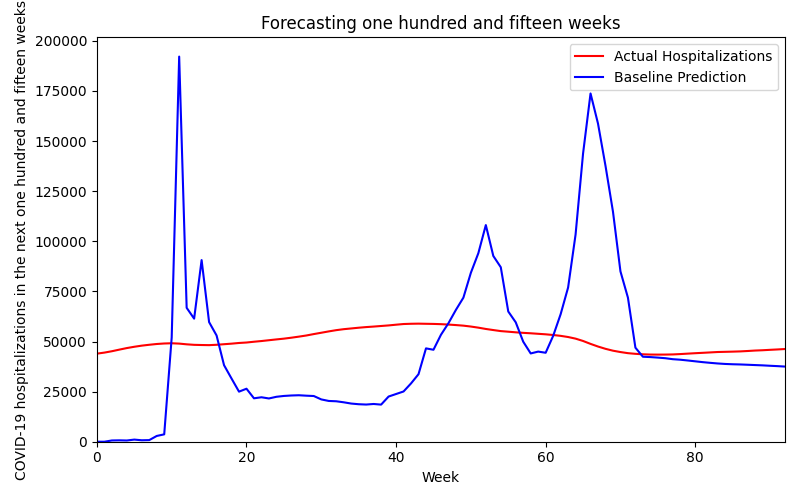 Forecasting one hundred and fifteen weeks
COVID-19 hospitalizations in the next one hundred and fifteen weeks
200000
175000
150000
125000
100000
75000
50000
25000
0
Actual Hospitalizations
Baseline Prediction
0 20 40 60 80
Week